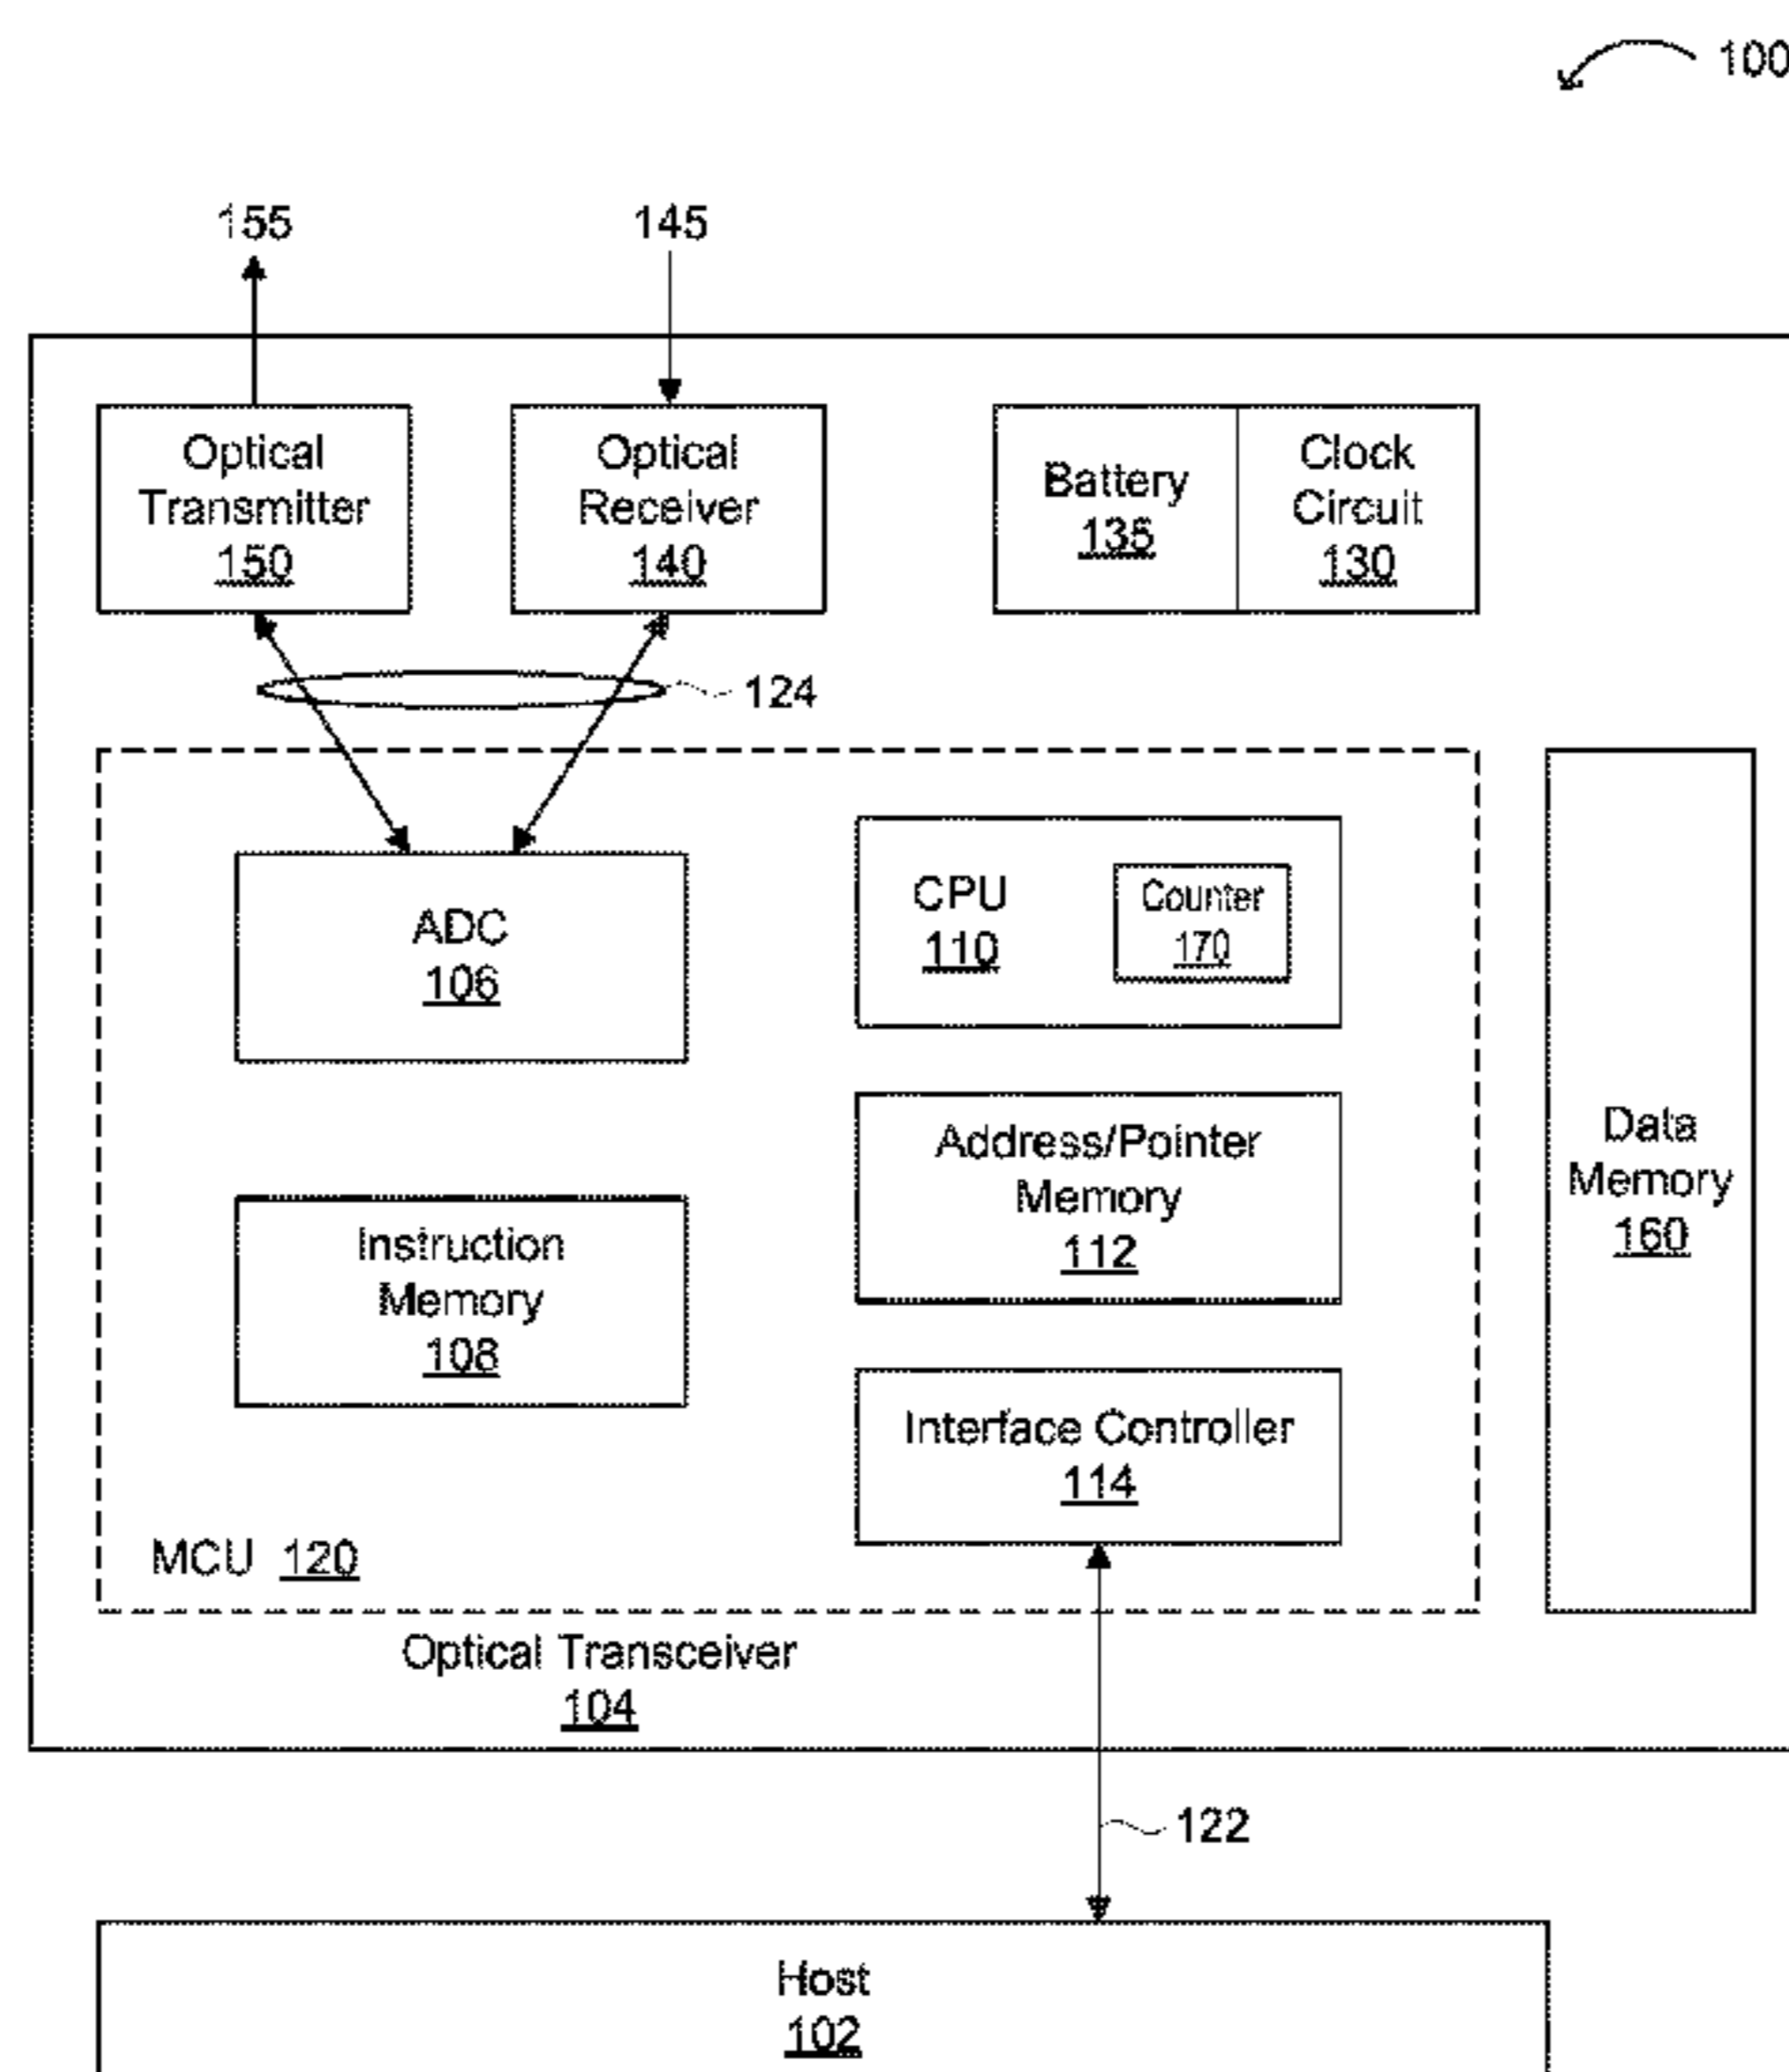 100
155
145
Optical
Transmitter
150
Optical
Receiver
140
Battery
135
Clock
Circuit
130
124
ADC
106
CPU
110
Counter
170
Address/Pointer
Memory
112
Data
Memory
160
Instruction
Memory
108
Interface Controller
114
MCU 120
Optical Transceiver
104
122
Host
102